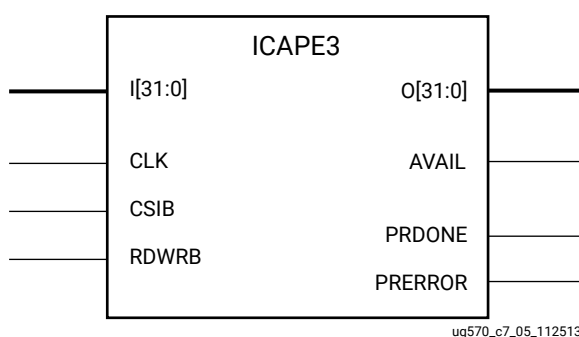 ICAPE3
I[31:0] O[31:0]
CLK AVAIL
CSIB
PRDONE
RDWRB
PRERROR
ug570_c7_05_112513